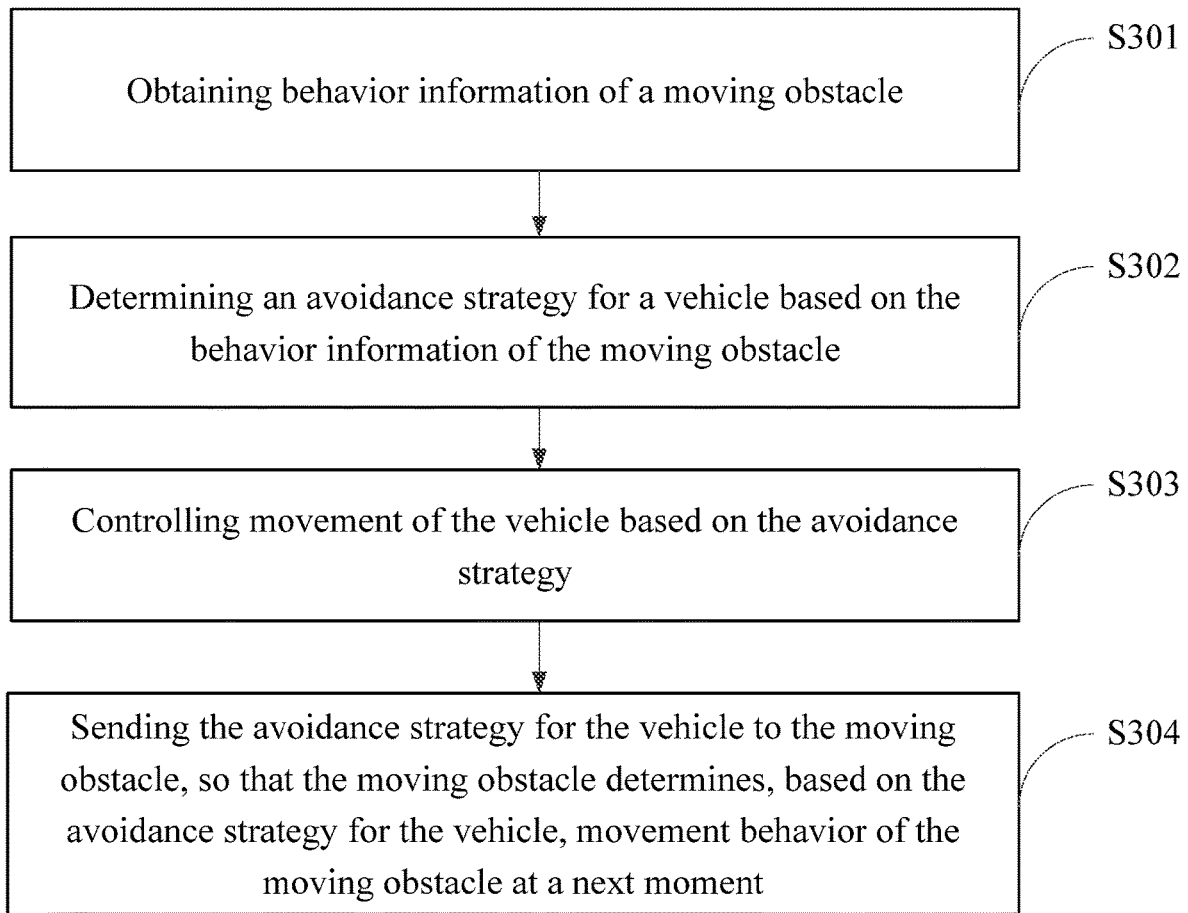 S301
Obtaining behavior information of a moving obstacle
S302
Determining an avoidance strategy for a vehicle based on the
behavior information of the moving obstacle
S303
Controlling movement of the vehicle based on the avoidance
strategy
S304
Sending the avoidance strategy for the vehicle to the moving
obstacle, so that the moving obstacle determines, based on the
avoidance strategy for the vehicle, movement behavior of the
moving obstacle at a next moment